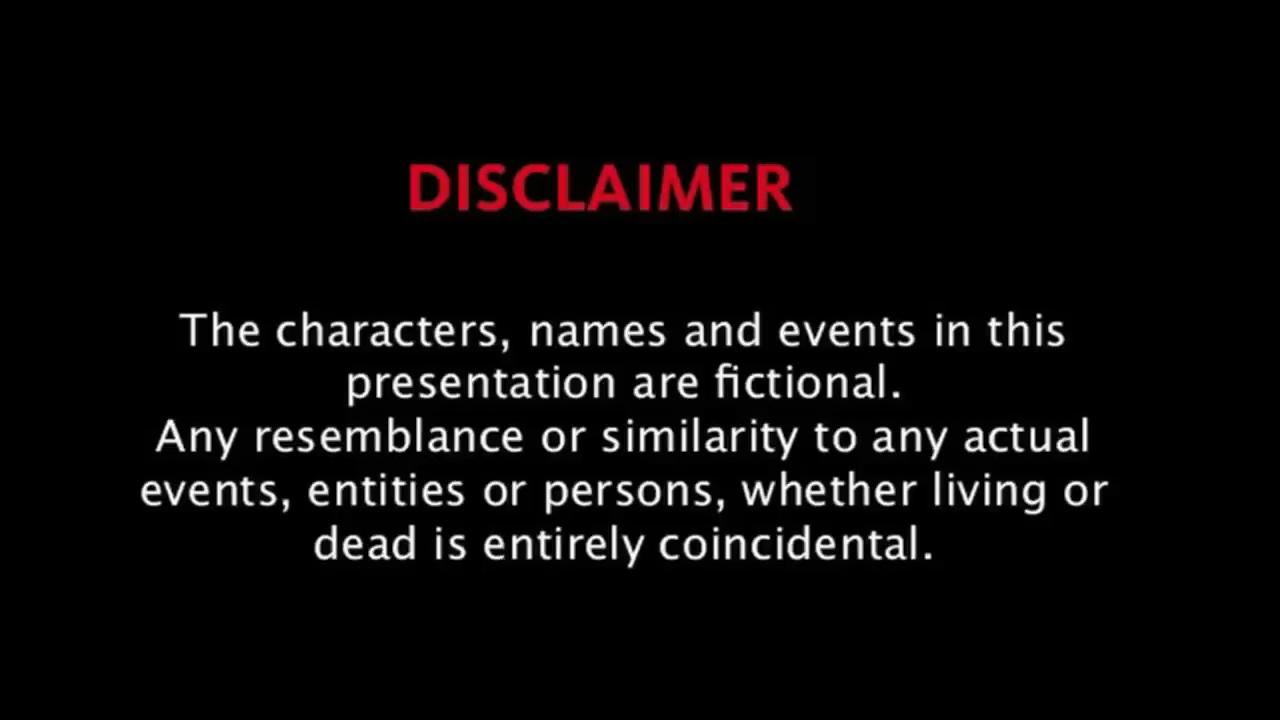 DISCLAIMER
The characters, names and events in this
presentation are fictional.
Any resemblance or similarity to any actual
events, entities or persons, whether living or
dead is entirely coincidental.